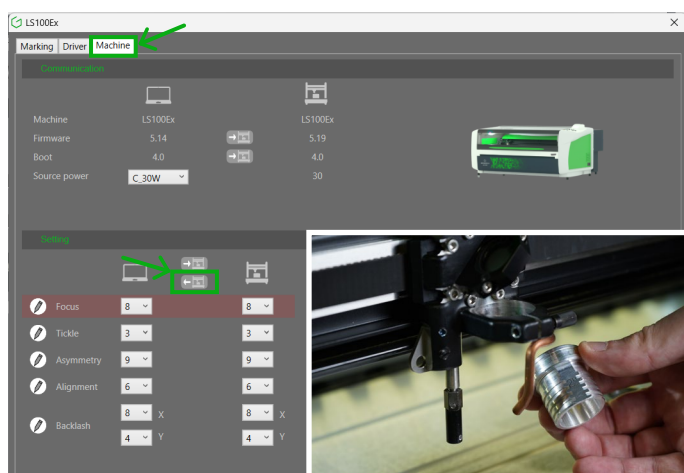 LS100Ex
Marking Driver Machine
Communication
Machine LS100Ex LS100Ex
Firmware 5.14 5.19
Boot 4.0 4.0
Source power C_30W 30
Setting
Focus 8 8
Tickle 3 3
Asymmetry 9 9
Alignment 6 6
Backlash
8 X 8 X
4 Y 4 Y